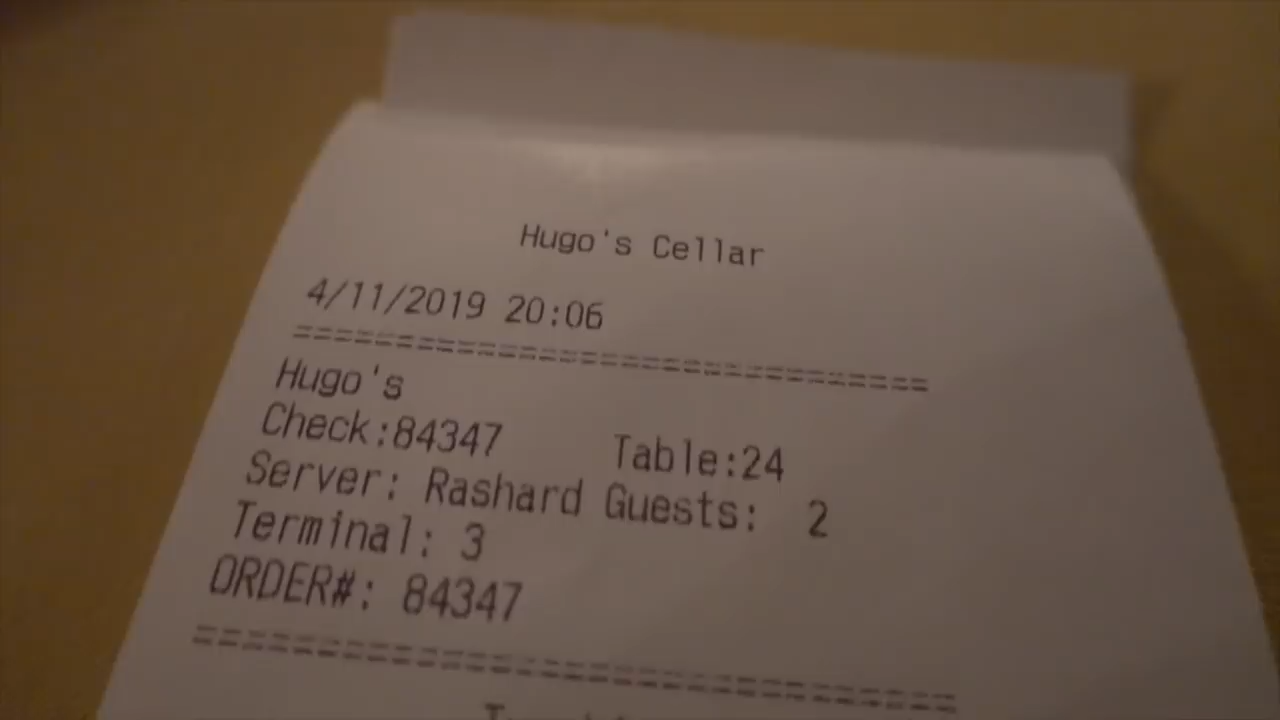 Hugo's Cellar
4/11/2019 20:06
==============================
Hugo's
Check:84347 Table:24
Server: Rashard Guests: 2
Terminal: 3
ORDER#: 84347
==============================